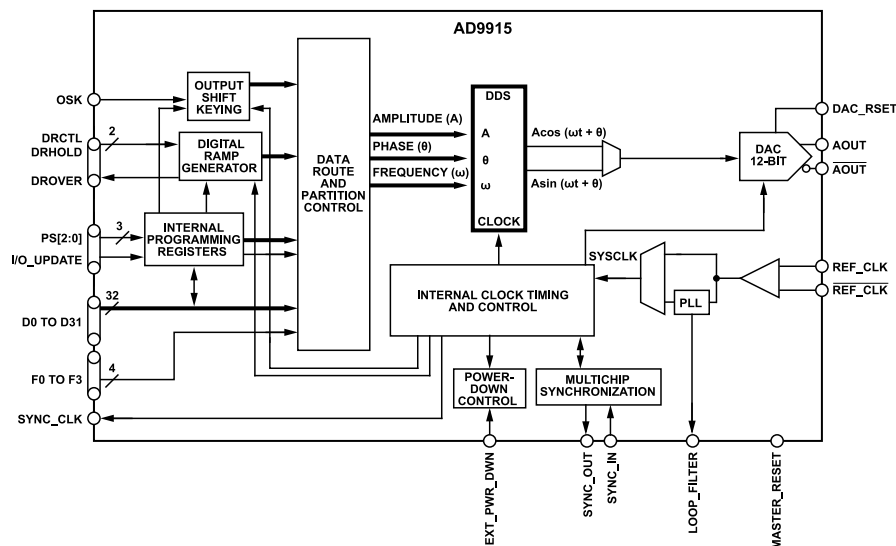 AD9915
OSK
OUTPUT
SHIFT
KEYING
DRCTL
DRHOLD
2
DROVER
DIGITAL
RAMP
GENERATOR
PS[2:0]
3
I/O_UPDATE
INTERNAL
PROGRAMMING
REGISTERS
32
D0 TO D31
4
F0 TO F3
SYNC_CLK
DATA
ROUTE
AND
PARTITION
CONTROL
AMPLITUDE (A)
PHASE (θ)
FREQUENCY (ω)
DDS
A
θ
ω
CLOCK
Acos (ωt + θ)
Asin (ωt + θ)
DAC
12-BIT
DAC_RSET
AOUT
AOUT
SYSCLK
PLL
REF_CLK
REF_CLK
INTERNAL CLOCK TIMING
AND CONTROL
POWER-
DOWN
CONTROL
MULTICHIP
SYNCHRONIZATION
EXT_PWR_DWN
SYNC_OUT
SYNC_IN
LOOP_FILTER
MASTER_RESET